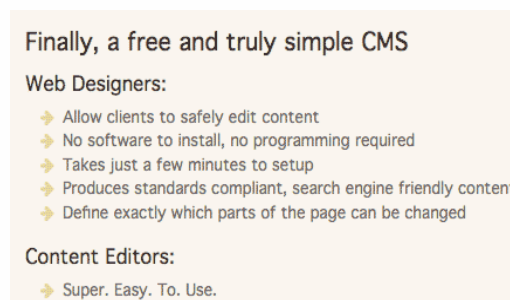 Finally, a free and truly simple CMS
Web Designers:
Allow clients to safely edit content
No software to install, no programming required
Takes just a few minutes to setup
Produces standards compliant, search engine friendly conten
Define exactly which parts of the page can be changed
Content Editors:
Super. Easy. To. Use.